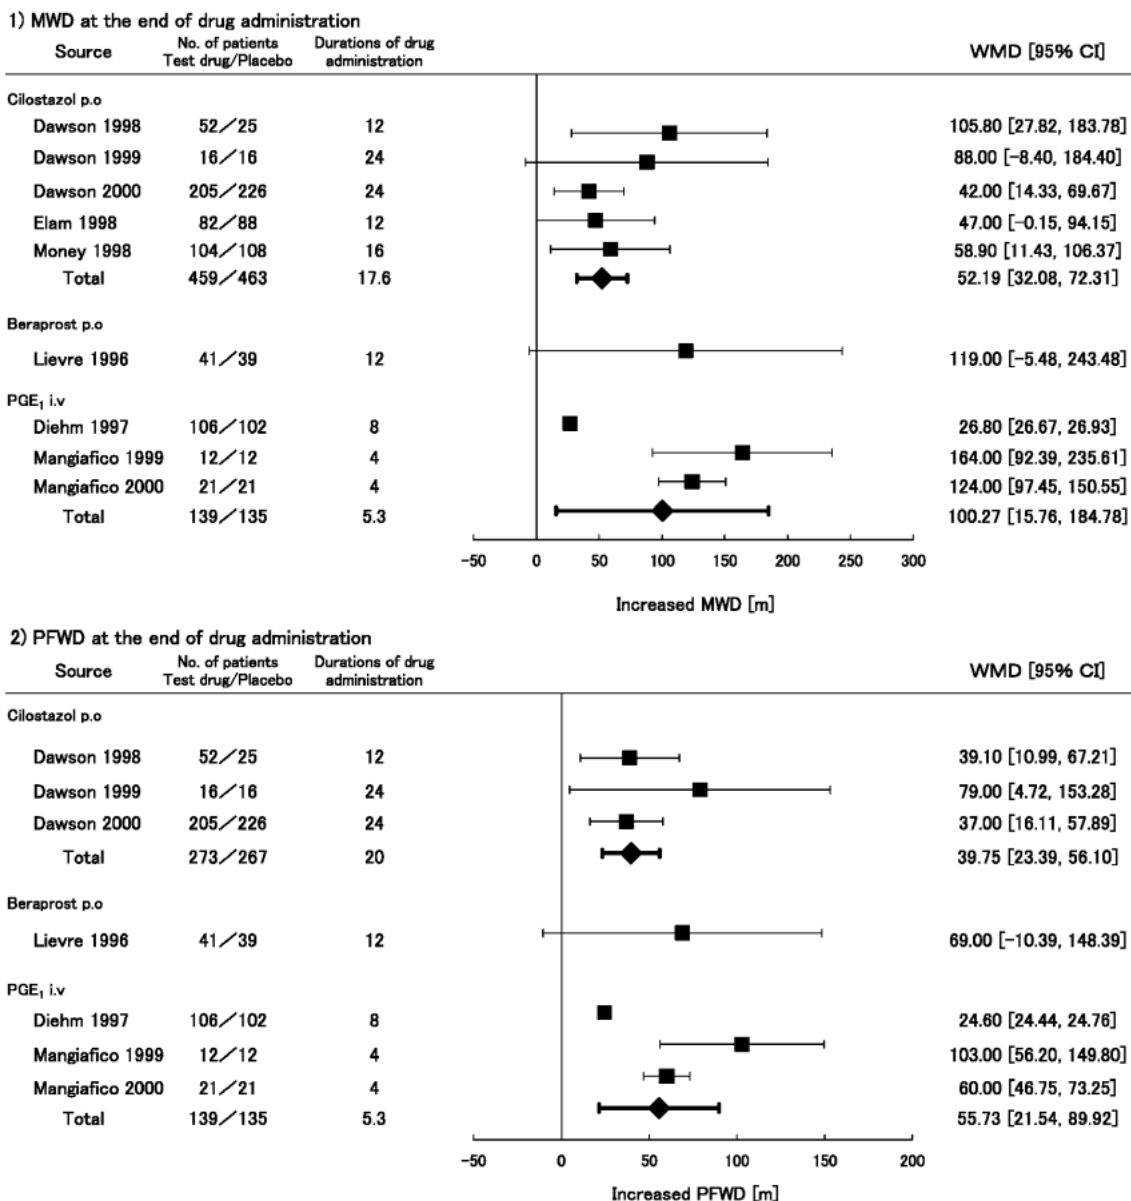 1) MWD at the end of drug administration
Source No. of patients Test drug/Placebo Durations of drug administration WMD [95% CI]
Cilostazol p.o
Dawson 1998 52/25 12 105.80 [27.82, 183.78]
Dawson 1999 16/16 24 88.00 [-8.40, 184.40]
Dawson 2000 205/226 24 42.00 [14.33, 69.67]
Elam 1998 82/88 12 47.00 [-0.15, 94.15]
Money 1998 104/108 16 58.90 [11.43, 106.37]
Total 459/463 17.6 52.19 [32.08, 72.31]
Beraprost p.o
Lievre 1996 41/39 12 119.00 [-5.48, 243.48]
PGE₁ i.v
Diehm 1997 106/102 8 26.80 [26.67, 26.93]
Mangiafico 1999 12/12 4 164.00 [92.39, 235.61]
Mangiafico 2000 21/21 4 124.00 [97.45, 150.55]
Total 139/135 5.3 100.27 [15.76, 184.78]
-50 0 50 100 150 200 250 300
Increased MWD [m]
2) PFWD at the end of drug administration
Source No. of patients Test drug/Placebo Durations of drug administration WMD [95% CI]
Cilostazol p.o
Dawson 1998 52/25 12 39.10 [10.99, 67.21]
Dawson 1999 16/16 24 79.00 [4.72, 153.28]
Dawson 2000 205/226 24 37.00 [16.11, 57.89]
Total 273/267 20 39.75 [23.39, 56.10]
Beraprost p.o
Lievre 1996 41/39 12 69.00 [-10.39, 148.39]
PGE₁ i.v
Diehm 1997 106/102 8 24.60 [24.44, 24.76]
Mangiafico 1999 12/12 4 103.00 [56.20, 149.80]
Mangiafico 2000 21/21 4 60.00 [46.75, 73.25]
Total 139/135 5.3 55.73 [21.54, 89.92]
-50 0 50 100 150 200
Increased PFWD [m]